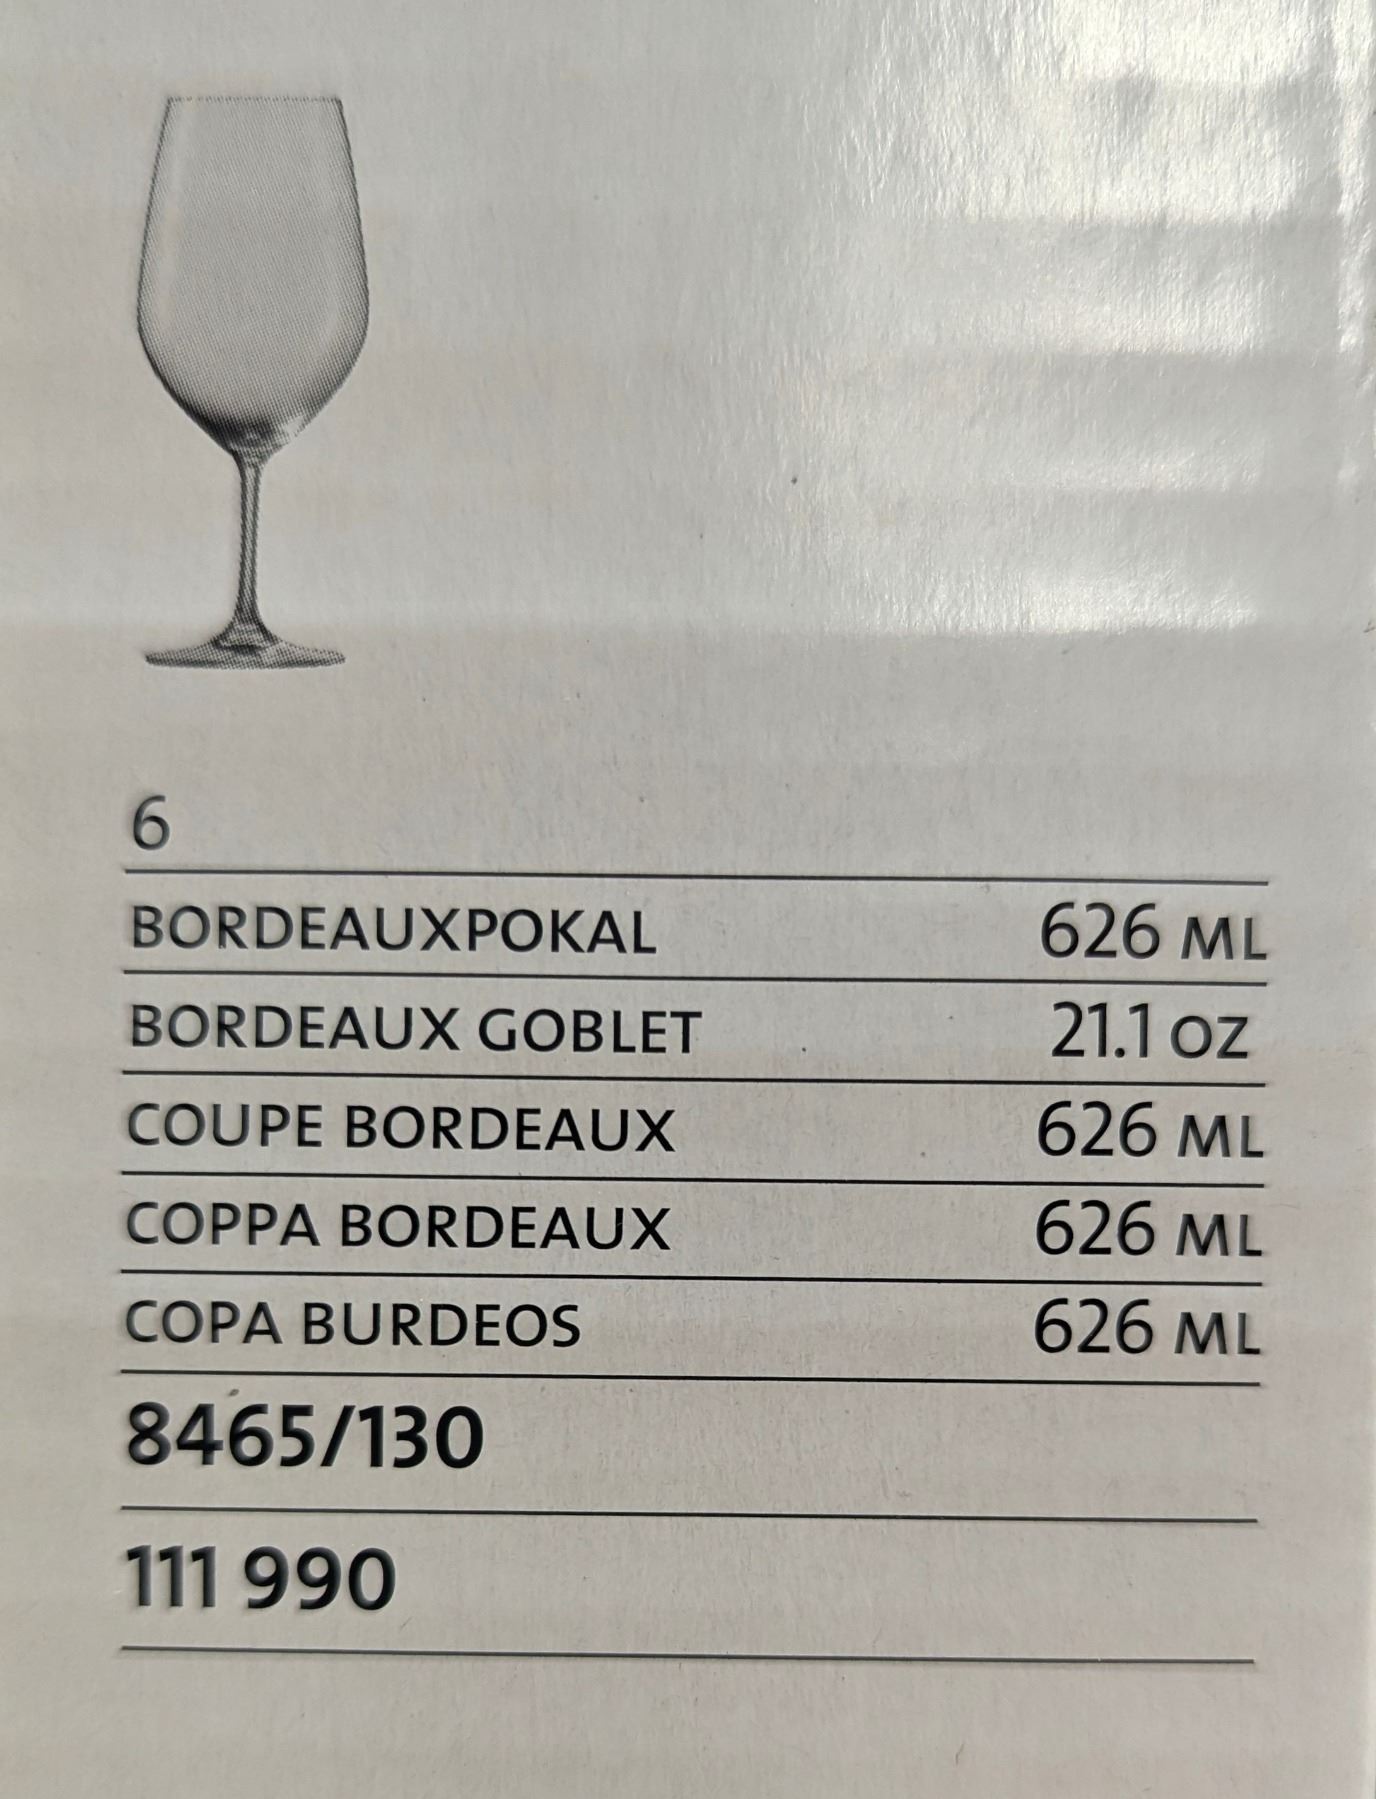 6
BORDEAUXPOKAL 626 ML
BORDEAUX GOBLET 21.1 OZ
COUPE BORDEAUX 626 ML
COPPA BORDEAUX 626 ML
COPA BURDEOS 626 ML
8465/130
111 990